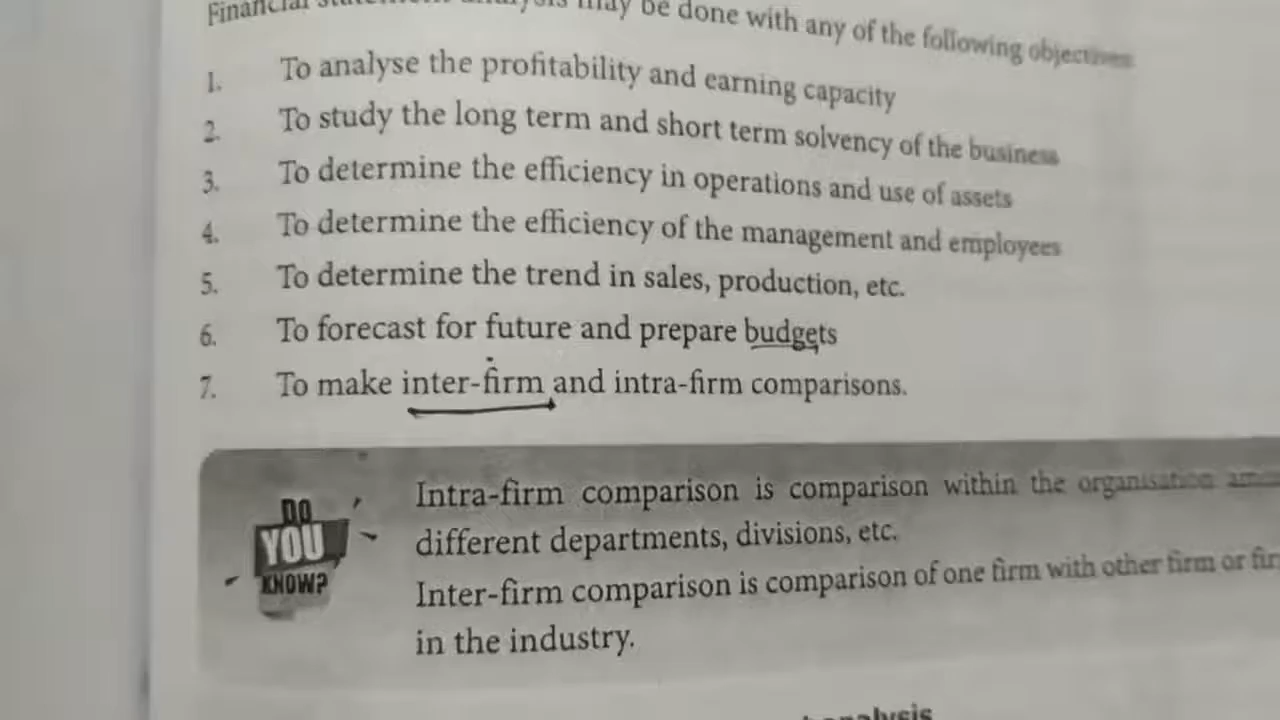 Financial statement analysis may be done with any of the following objectives
1. To analyse the profitability and earning capacity
2. To study the long term and short term solvency of the business
3. To determine the efficiency in operations and use of assets
4. To determine the efficiency of the management and employees
5. To determine the trend in sales, production, etc.
6. To forecast for future and prepare budgets
7. To make inter-firm and intra-firm comparisons.
DO
YOU
KNOW?
Intra-firm comparison is comparison within the organisation
different departments, divisions, etc.
Inter-firm comparison is comparison of one firm with other firm or
in the industry.
analysis